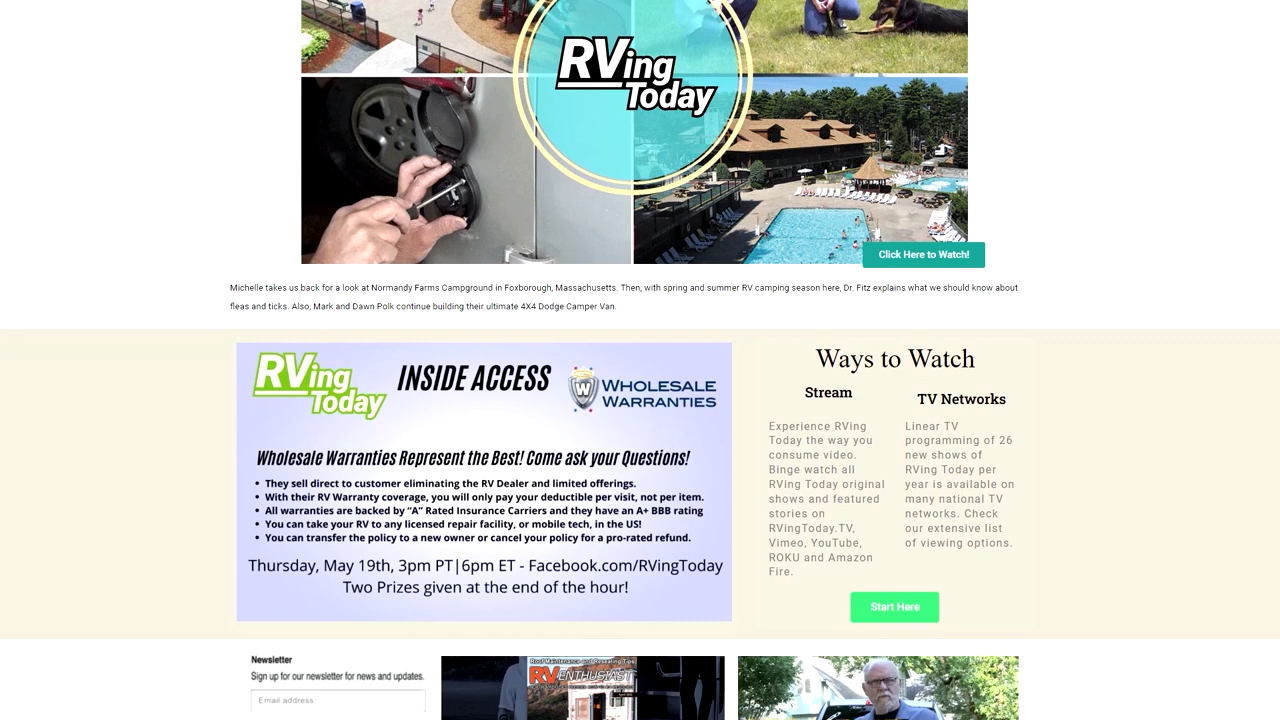 RVing
Today
Click Here to Watch!
Michelle takes us back for a look at Normandy Farms Campground in Foxborough, Massachusetts. Then, with spring and summer RV camping season here, Dr. Fitz explains what we should know about
fleas and ticks. Also, Mark and Dawn Polk continue building their ultimate 4X4 Dodge Camper Van.
RVing
Today
INSIDE ACCESS
W
WHOLESALE
WARRANTIES
Wholesale Warranties Represent the Best! Come ask your Questions!
• They sell direct to customer eliminating the RV Dealer and limited offerings.
• With their RV Warranty coverage, you will only pay your deductible per visit, not per item.
• All warranties are backed by “A” Rated Insurance Carriers and they have an A+ BBB rating
• You can take your RV to any licensed repair facility, or mobile tech, in the US!
• You can transfer the policy to a new owner or cancel your policy for a pro-rated refund.
Thursday, May 19th, 3pm PT|6pm ET - Facebook.com/RVingToday
Two Prizes given at the end of the hour!
Ways to Watch
Stream
Experience RVing
Today the way you
consume video.
Binge watch all
RVing Today original
shows and featured
stories on
RVingToday.TV,
Vimeo, YouTube,
ROKU and Amazon
Fire.
TV Networks
Linear TV
programming of 26
new shows of
RVing Today per
year is available on
many national TV
networks. Check
our extensive list
of viewing options.
Start Here
Newsletter
Sign up for our newsletter for news and updates.
Email address
Roof Maintenance and Resealing Tips
RV ENTHUSIAST